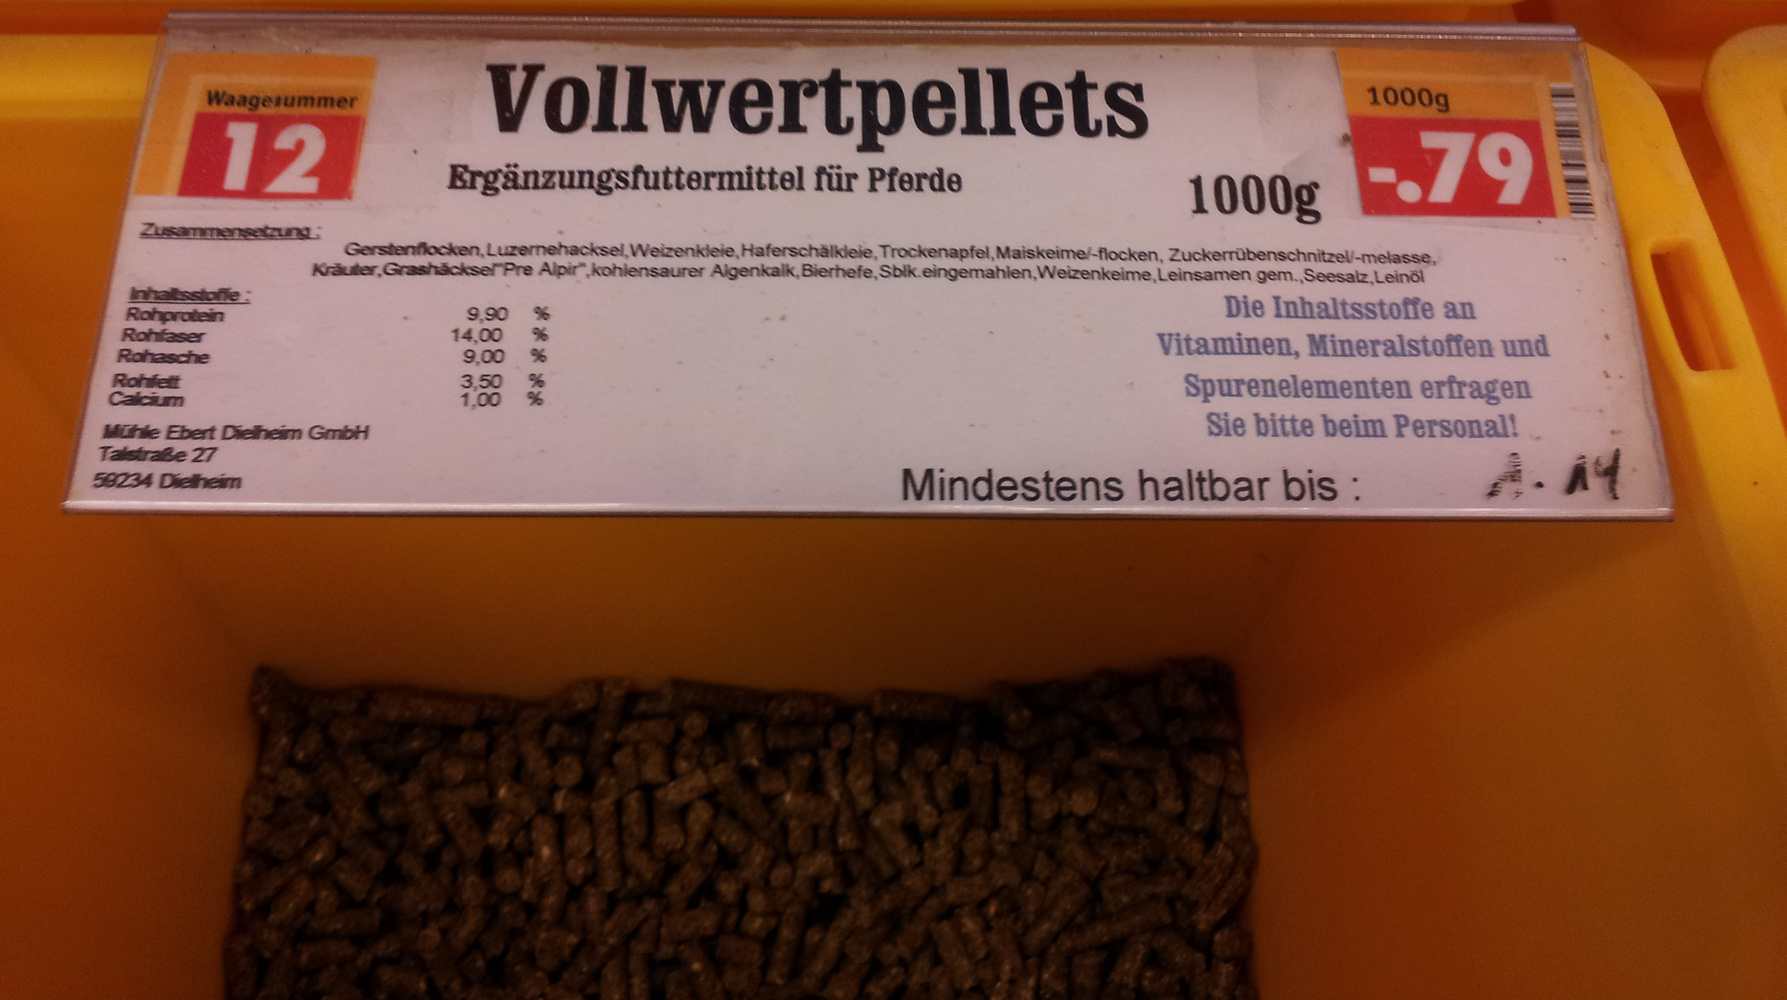 Waagenummer
12
Vollwertpellets
1000g
-.79
Ergänzungsfuttermittel für Pferde
1000g
Zusammensetzung :
Gerstenflocken,Luzernehacksel,Weizenkleie,Haferschälkleie,Trockenapfel,Maiskeime/-flocken, Zuckerrübenschnitzel/-melasse,
Kräuter,Grashäcksel"Pre Alpir",kohlensaurer Algenkalk,Bierhefe,Sblk.eingemahlen,Weizenkeime,Leinsamen gem.,Seesalz,Leinöl
Inhaltsstoffe :
Rohprotein 9,90 %
Rohfaser 14,00 %
Rohasche 9,00 %
Rohfett 3,50 %
Calcium 1,00 %
Die Inhaltsstoffe an
Vitaminen, Mineralstoffen und
Spurenelementen erfragen
Sie bitte beim Personal!
Mühle Ebert Dielheim GmbH
Talstraße 27
59234 Dielheim
Mindestens haltbar bis :